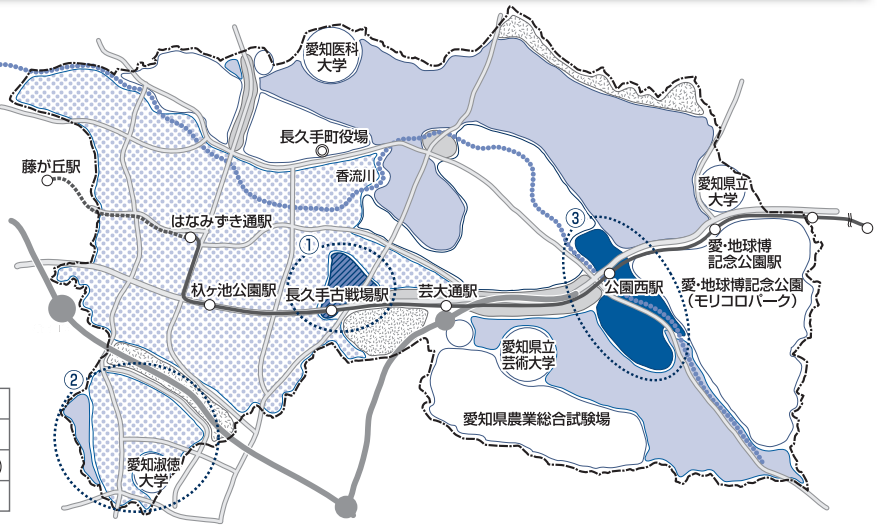 愛知医科
大学
長久手町役場
藤が丘駅
香流川
愛知県立
大学
はなみずき通駅
①
③
愛・地球博
記念公園駅
杁ヶ池公園駅
長久手古戦場駅
芸大通駅
公園西駅
愛・地球博記念公園
(モリコロパーク)
愛知県立
芸術大学
②
愛知県農業総合試験場
愛知淑徳
大学
)